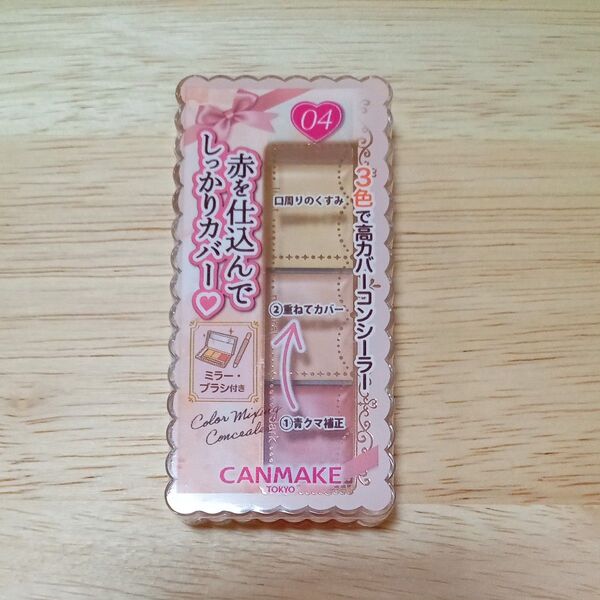 04
赤を仕込んで
しっかりカバー♡
3色で高カバーコンシーラー
口周りのくすみ
②重ねてカバー
①青クマ補正
ミラー・
ブラシ付き
Color Mixing
Concealer
CANMAKE
TOKYO